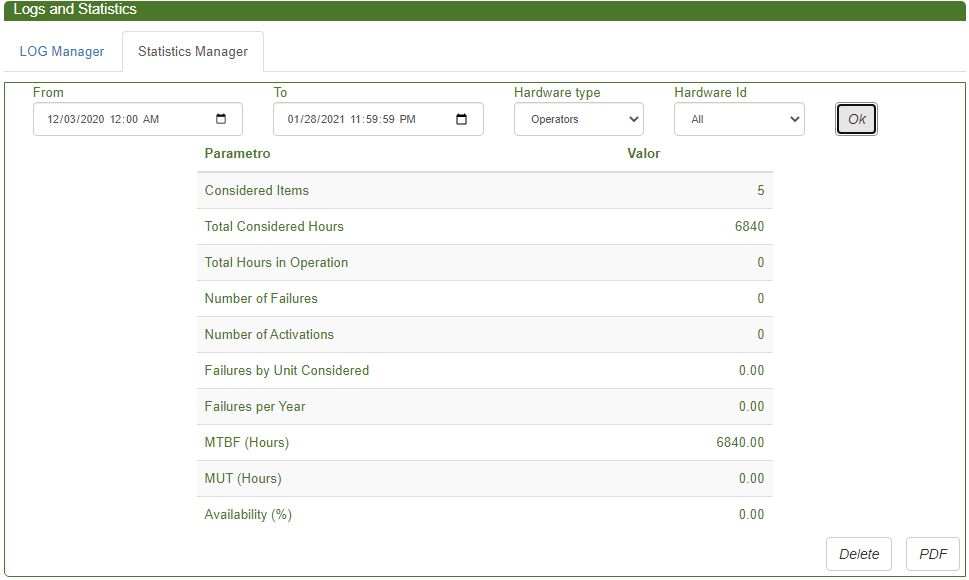 Logs and Statistics
LOG Manager Statistics Manager
From To Hardware type Hardware Id
12/03/2020 12:00 AM 01/28/2021 11:59:59 PM Operators All Ok
Parametro Valor
Considered Items 5
Total Considered Hours 6840
Total Hours in Operation 0
Number of Failures 0
Number of Activations 0
Failures by Unit Considered 0.00
Failures per Year 0.00
MTBF (Hours) 6840.00
MUT (Hours) 0.00
Availability (%) 0.00
Delete PDF